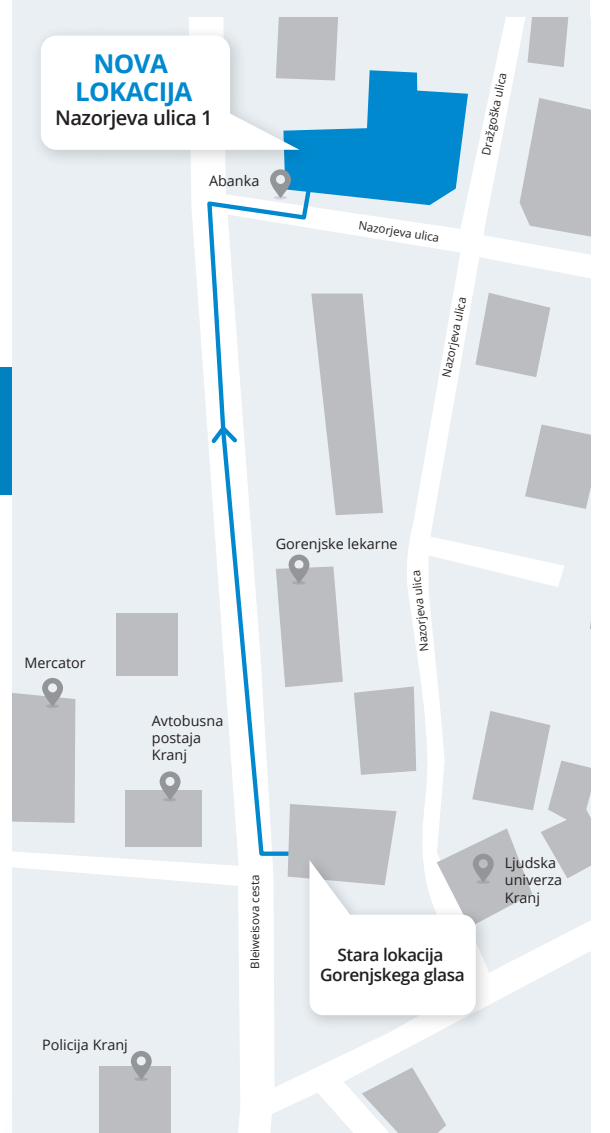 NOVA
LOKACIJA
Nazorjeva ulica 1
Dražgoška ulica
Abanka
Nazorjeva ulica
Nazorjeva ulica
Gorenjske lekarne
Nazorjeva ulica
Mercator
Avtobusna
postaja
Kranj
Ljudska
univerza
Kranj
Bleiweisova cesta
Stara lokacija
Gorenjskega glasa
Policija Kranj